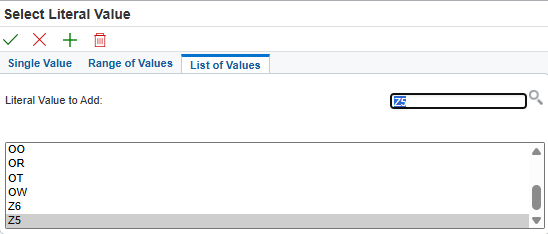 Select Literal Value
Single Value Range of Values List of Values
Literal Value to Add: Z5
OO
OR
OT
OW
Z6
Z5